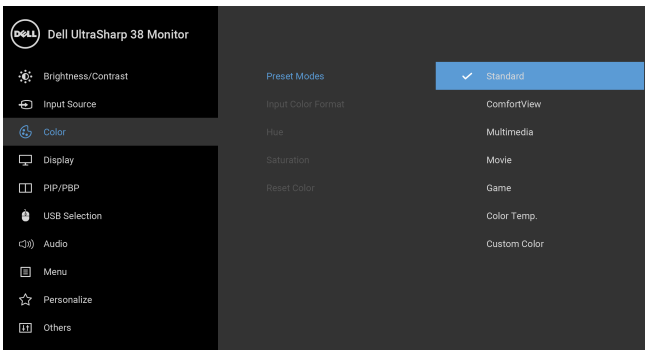 DELL Dell UltraSharp 38 Monitor
Brightness/Contrast Preset Modes Standard
Input Source Input Color Format ComfortView
Color Hue Multimedia
Display Saturation Movie
PIP/PBP Reset Color Game
USB Selection Color Temp.
Audio Custom Color
Menu
Personalize
Others